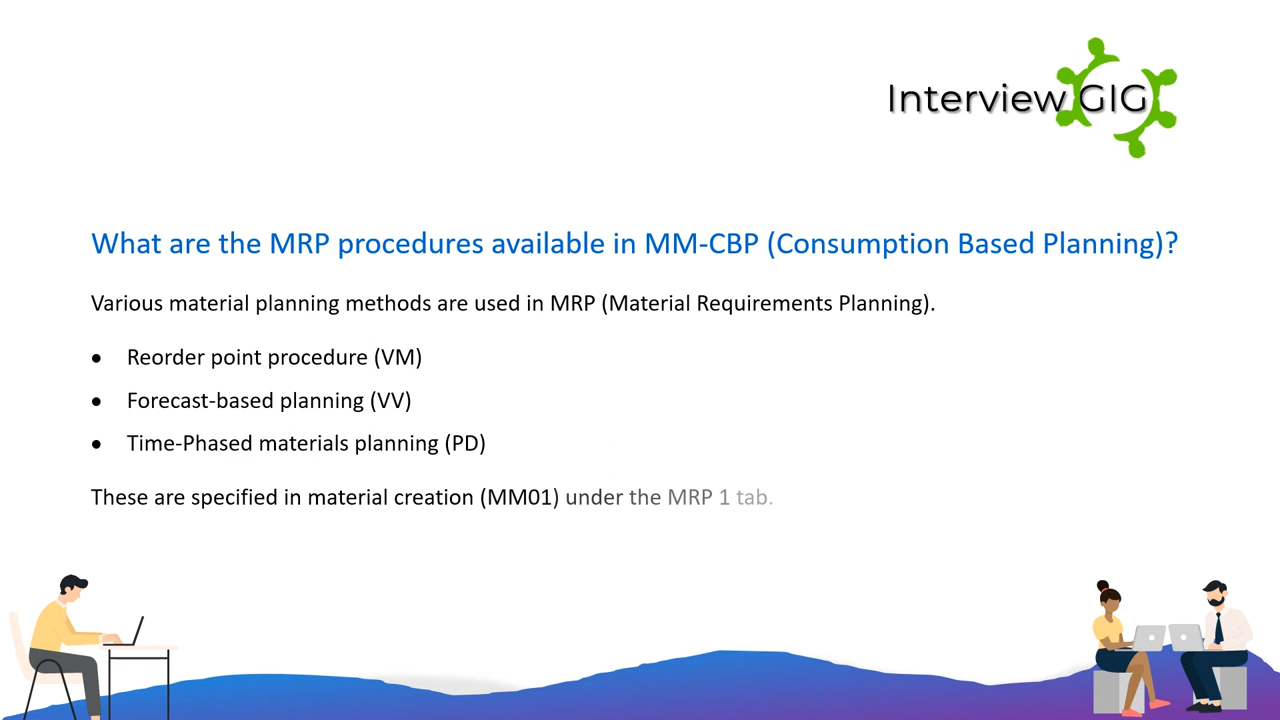 Interview GIG
What are the MRP procedures available in MM-CBP (Consumption Based Planning)?
Various material planning methods are used in MRP (Material Requirements Planning).
• Reorder point procedure (VM)
• Forecast-based planning (VV)
• Time-Phased materials planning (PD)
These are specified in material creation (MM01) under the MRP 1 tab.